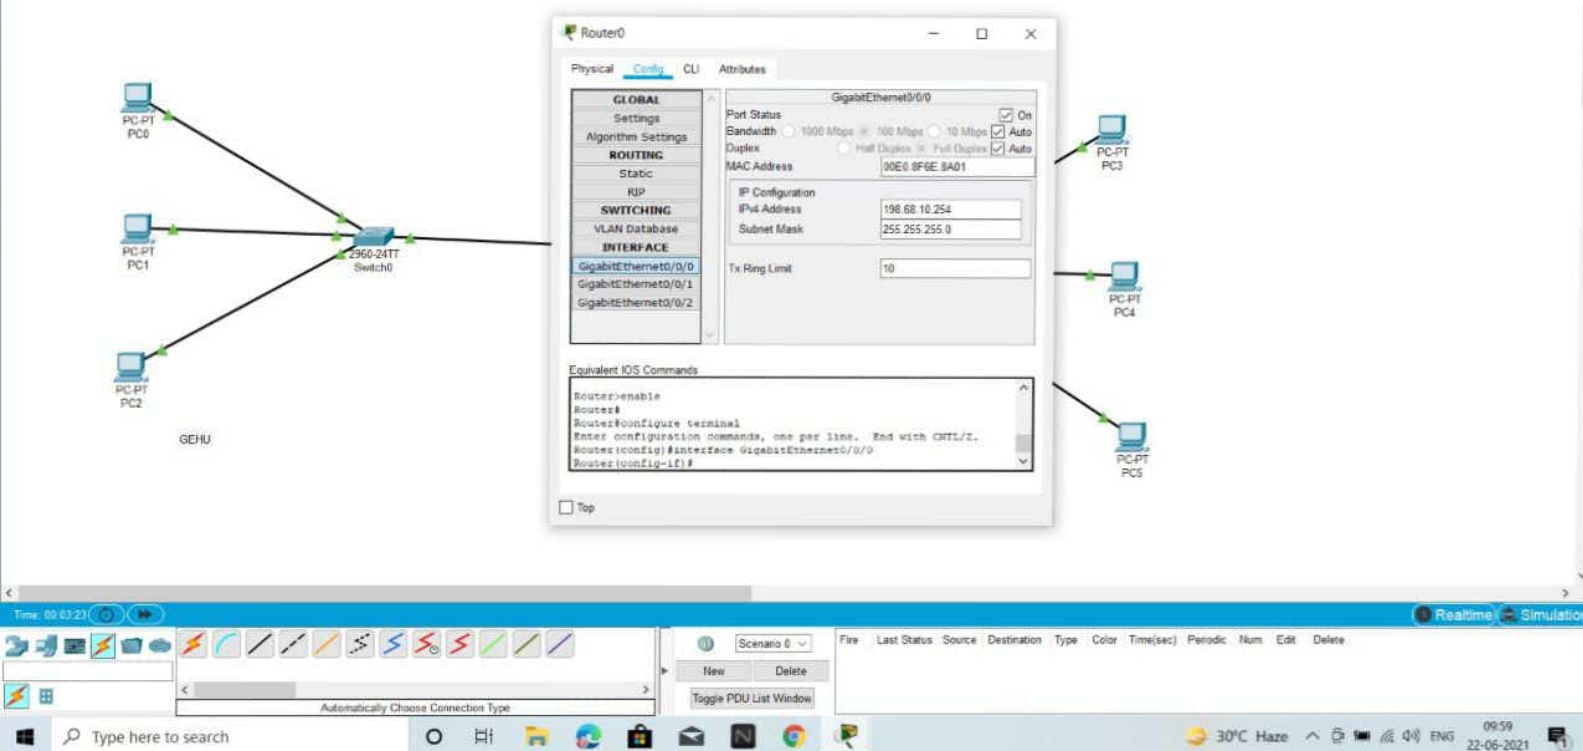 Router0
Physical Config CLI Attributes
GLOBAL
Settings
Algorithm Settings
ROUTING
Static
RIP
SWITCHING
VLAN Database
INTERFACE
GigabitEthernet0/0/0
GigabitEthernet0/0/1
GigabitEthernet0/0/2
GigabitEthernet0/0/0
Port Status On
Bandwidth 1000 Mbps 100 Mbps 10 Mbps Auto
Duplex Half Duplex Full Duplex Auto
MAC Address 00E0.8F6E.8A01
IP Configuration
IPv4 Address 198.68.10.254
Subnet Mask 255.255.255.0
Tx Ring Limit 10
Equivalent IOS Commands
Router>enable
Router#
Router#configure terminal
Enter configuration commands, one per line. End with CNTL/Z.
Router(config)#interface GigabitEthernet0/0/0
Router(config-if)#
Top
PC-PT
PC0
PC-PT
PC1
2960-24TT
Switch0
PC-PT
PC2
GEHU
PC-PT
PC3
PC-PT
PC4
PC-PT
PC5
Time: 00:03:23
Realtime Simulation
Scenario 0
New Delete
Toggle PDU List Window
Fire Last Status Source Destination Type Color Time(sec) Periodic Num Edit Delete
Automatically Choose Connection Type
Type here to search
30°C Haze
ENG
09:59
22-06-2021